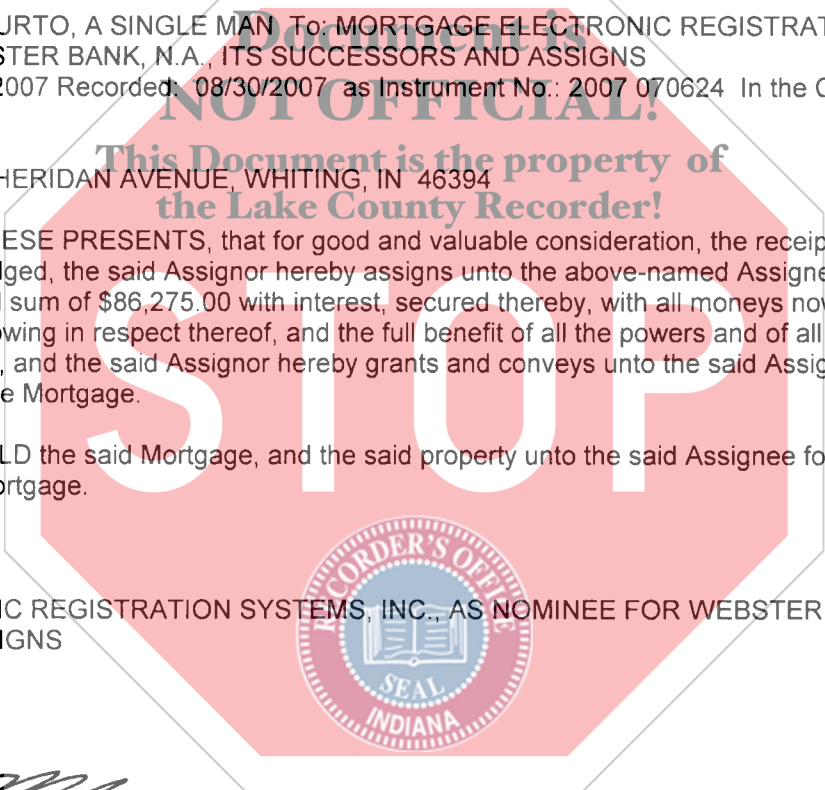 URTO, A SINGLE MAN To: MORTGAGE ELECTRONIC REGISTRAT
Document is
STER BANK, N.A., ITS SUCCESSORS AND ASSIGNS
2007 Recorded: 08/30/2007 as Instrument No.: 2007 070624 In the C
NOT OFFICIAL!
This Document is the property of
HERIDAN AVENUE, WHITING, IN 46394
the Lake County Recorder!
ESE PRESENTS, that for good and valuable consideration, the receip
lged, the said Assignor hereby assigns unto the above-named Assigne
l sum of $86,275.00 with interest, secured thereby, with all moneys nov
owing in respect thereof, and the full benefit of all the powers and of all
, and the said Assignor hereby grants and conveys unto the said Assig
e Mortgage.
STOP
LD the said Mortgage, and the said property unto the said Assignee fo
ortgage.
RECORDER'S OFFICE
IC REGISTRATION SYSTEMS, INC., AS NOMINEE FOR WEBSTER
IGNS
SEAL
INDIANA